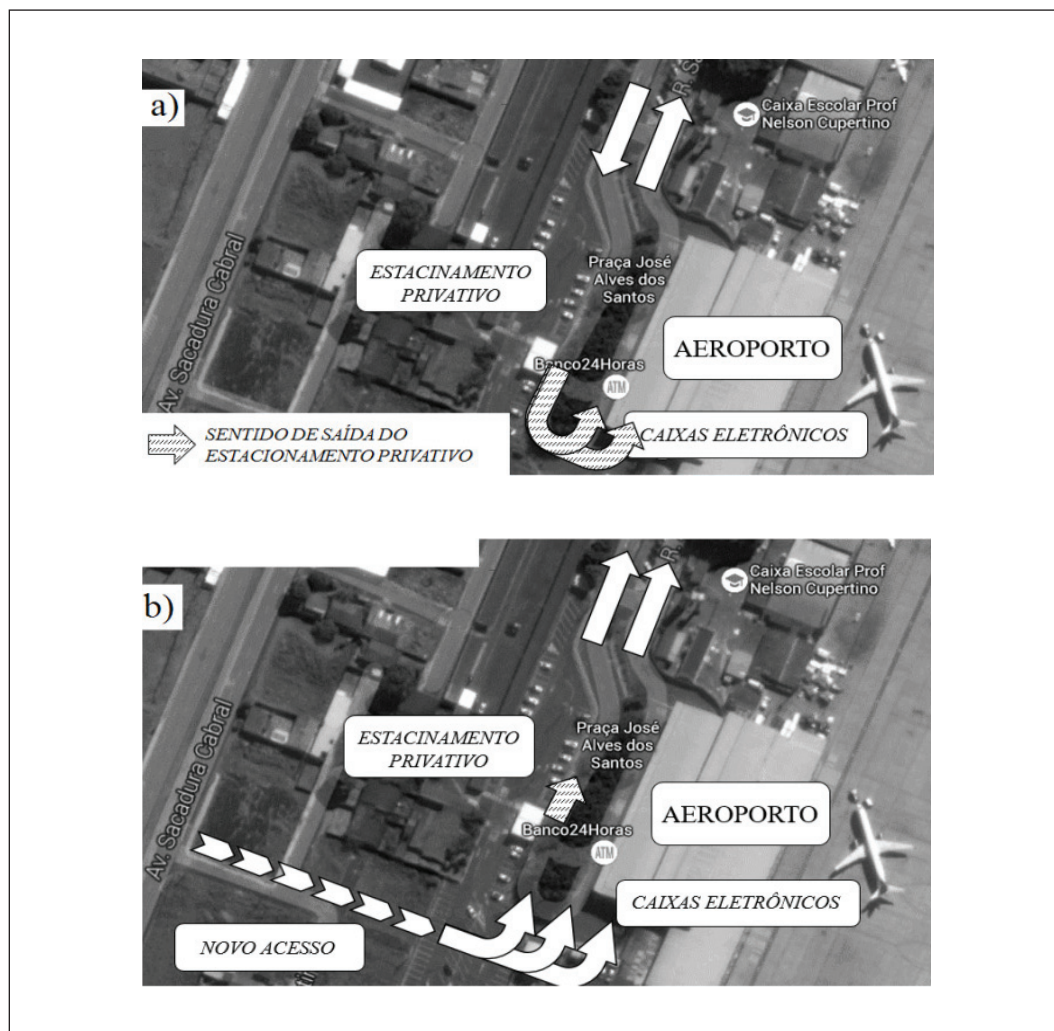 a)
R. Sa
Caixa Escolar Prof
Nelson Cupertino
ESTACINAMENTO
PRIVATIVO
Praça José
Alves dos
Santos
Av. Sacadura Cabral
AEROPORTO
Banco24Horas
ATM
CAIXAS ELETRÔNICOS
SENTIDO DE SAÍDA DO
ESTACIONAMENTO PRIVATIVO
b)
R.
Caixa Escolar Prof
Nelson Cupertino
ESTACINAMENTO
PRIVATIVO
Praça José
Alves dos
Santos
Av. Sacadura Cabral
AEROPORTO
Banco24Horas
ATM
CAIXAS ELETRÔNICOS
NOVO ACESSO